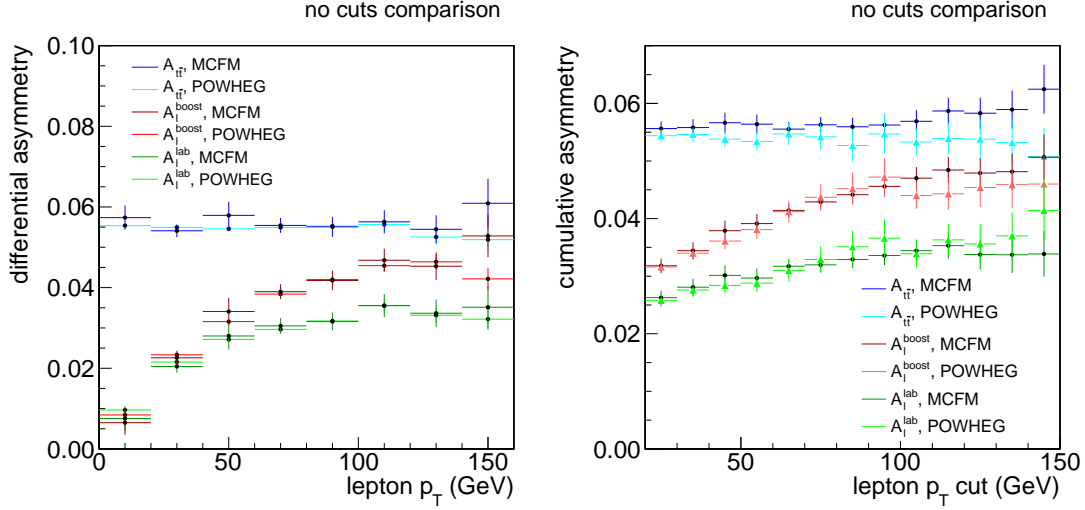 no cuts comparison
differential asymmetry
0.10
0.08
0.06
0.04
0.02
0.00
A_tt̄, MCFM
A_tt̄, POWHEG
A_l^boost, MCFM
A_l^boost, POWHEG
A_l^lab, MCFM
A_l^lab, POWHEG
0 50 100 150
lepton p_T (GeV)
no cuts comparison
cumulative asymmetry
0.06
0.04
0.02
0.00
A_tt̄, MCFM
A_tt̄, POWHEG
A_l^boost, MCFM
A_l^boost, POWHEG
A_l^lab, MCFM
A_l^lab, POWHEG
50 100 150
lepton p_T cut (GeV)